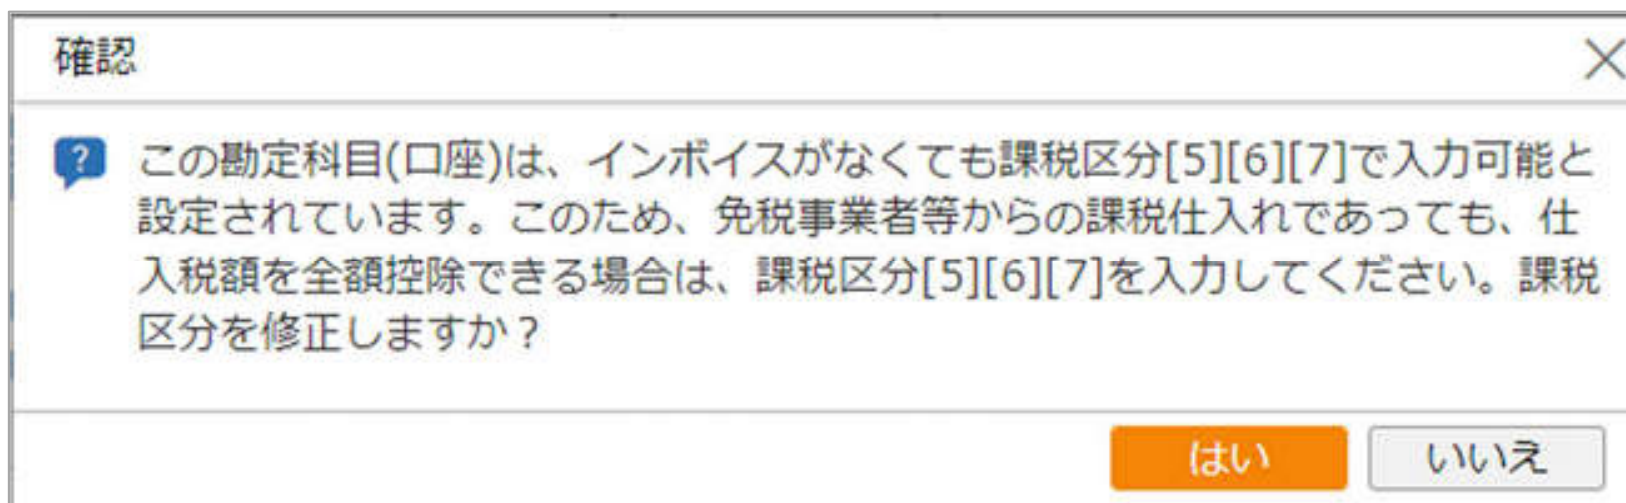 確認
この勘定科目(口座)は、インボイスがなくても課税区分[5][6][7]で入力可能と
設定されています。このため、免税事業者等からの課税仕入れであっても、仕
入税額を全額控除できる場合は、課税区分[5][6][7]を入力してください。課税
区分を修正しますか？
はい いいえ